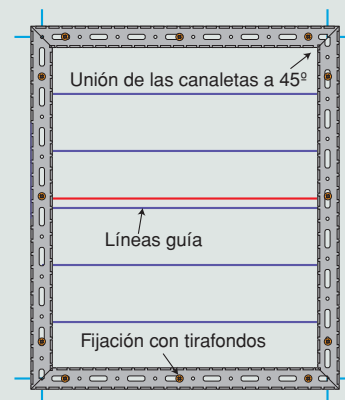 Unión de las canaletas a 45º
Líneas guía
Fijación con tirafondos